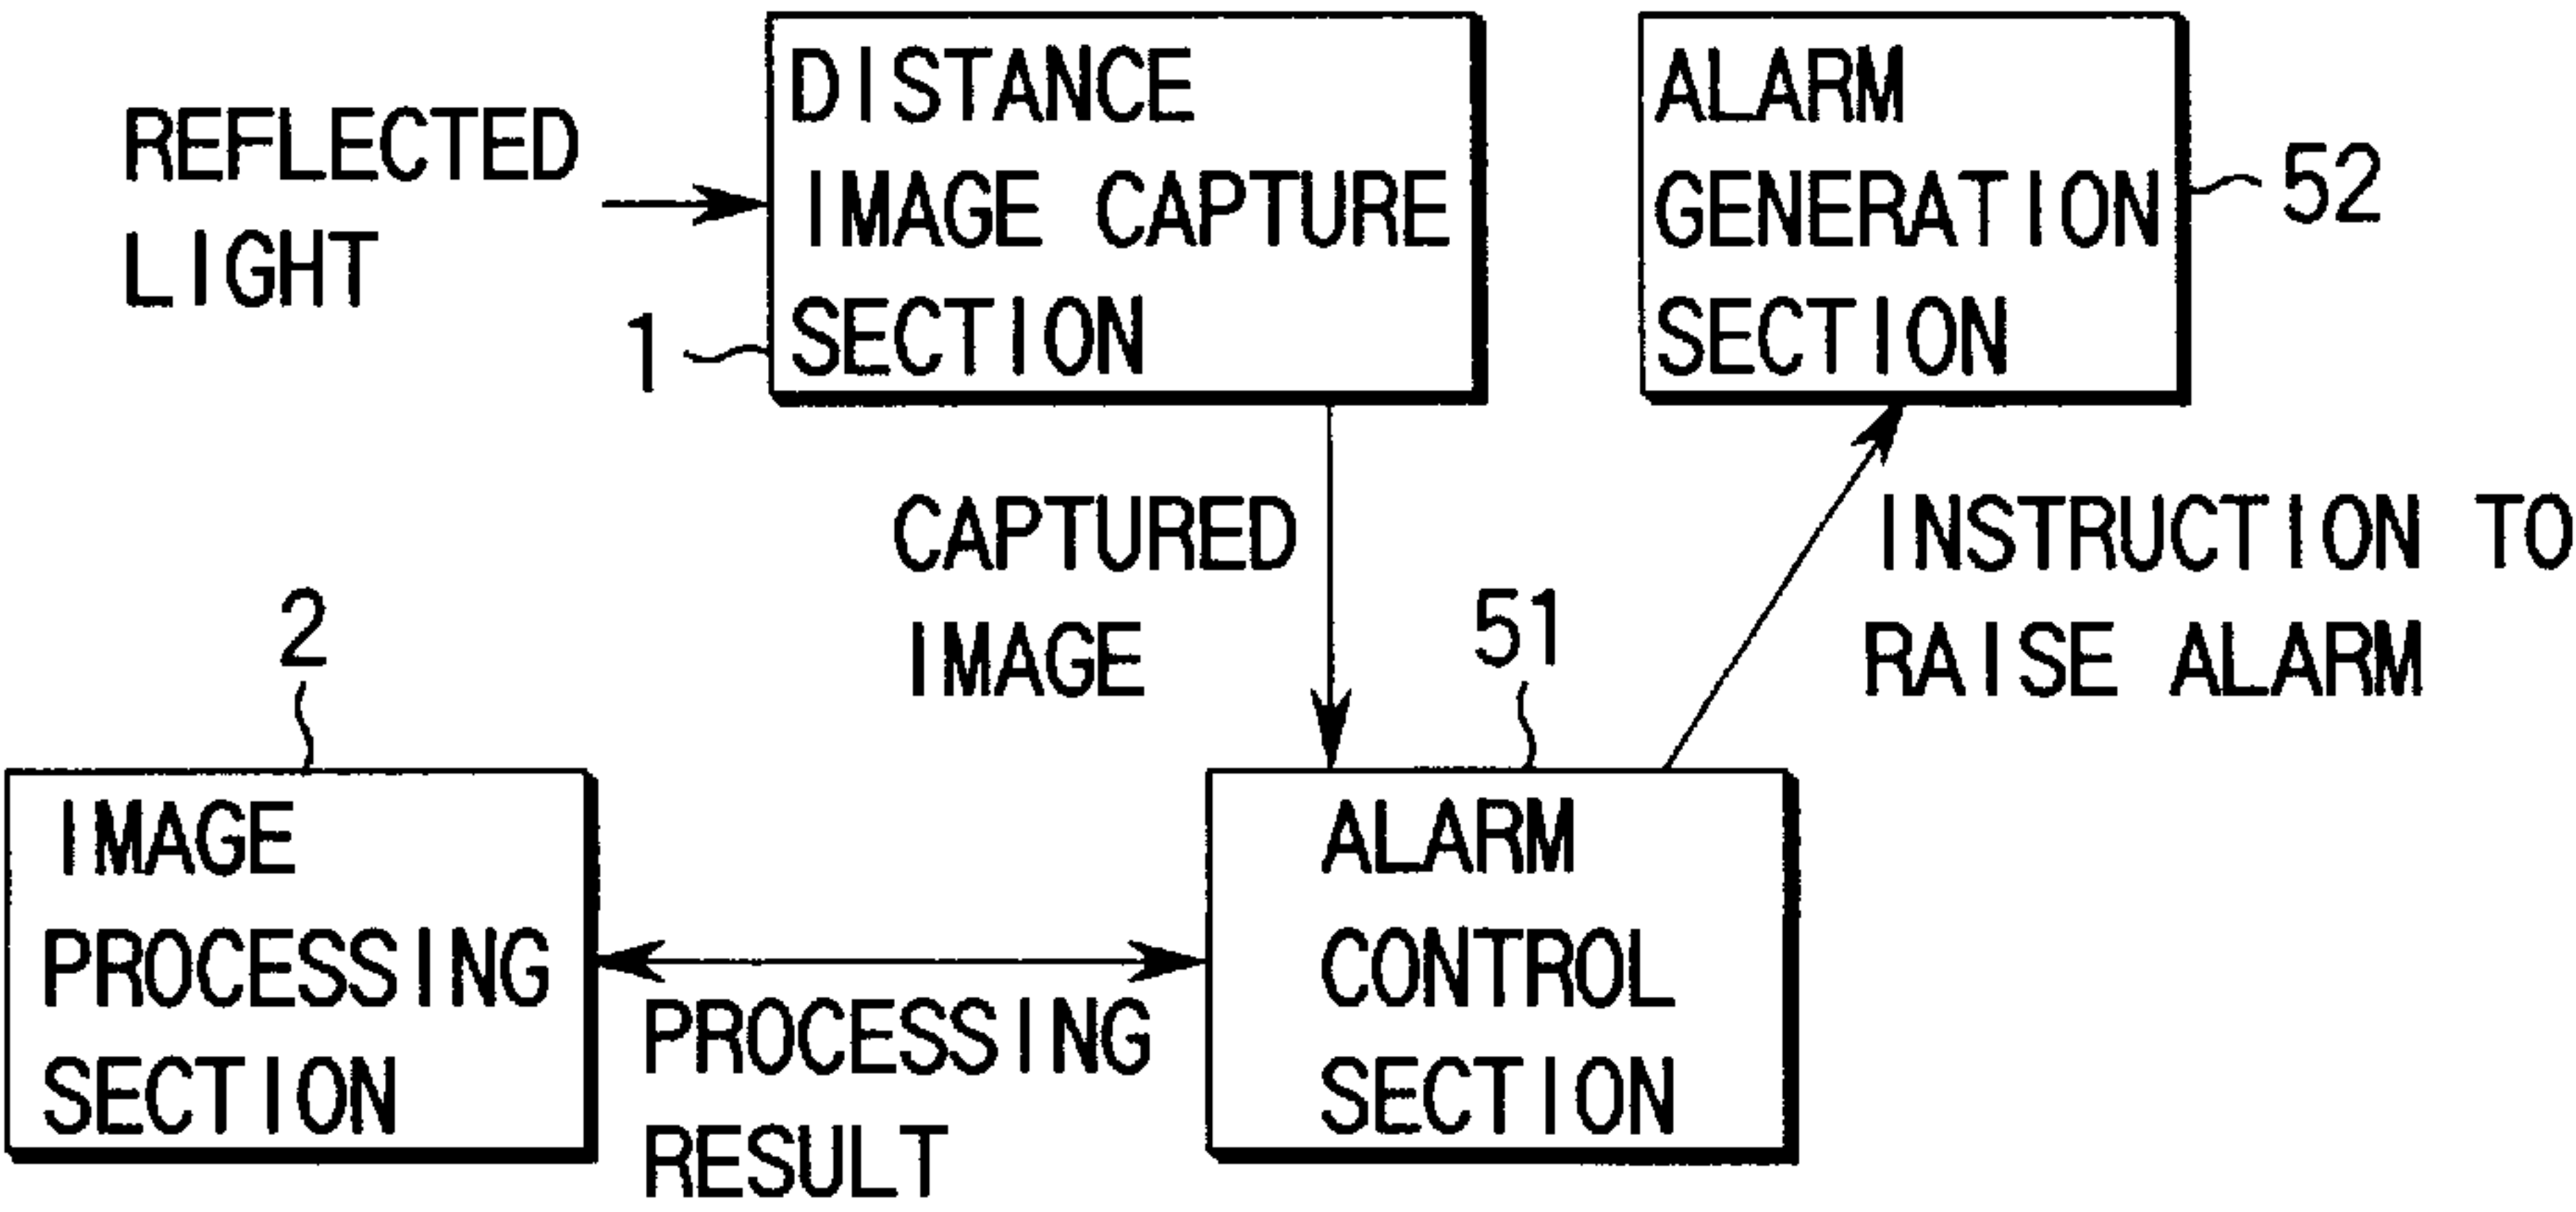 REFLECTED
LIGHT
1
DISTANCE
IMAGE CAPTURE
SECTION
ALARM
GENERATION
SECTION
52
CAPTURED
IMAGE
INSTRUCTION TO
RAISE ALARM
2
IMAGE
PROCESSING
SECTION
PROCESSING
RESULT
51
ALARM
CONTROL
SECTION